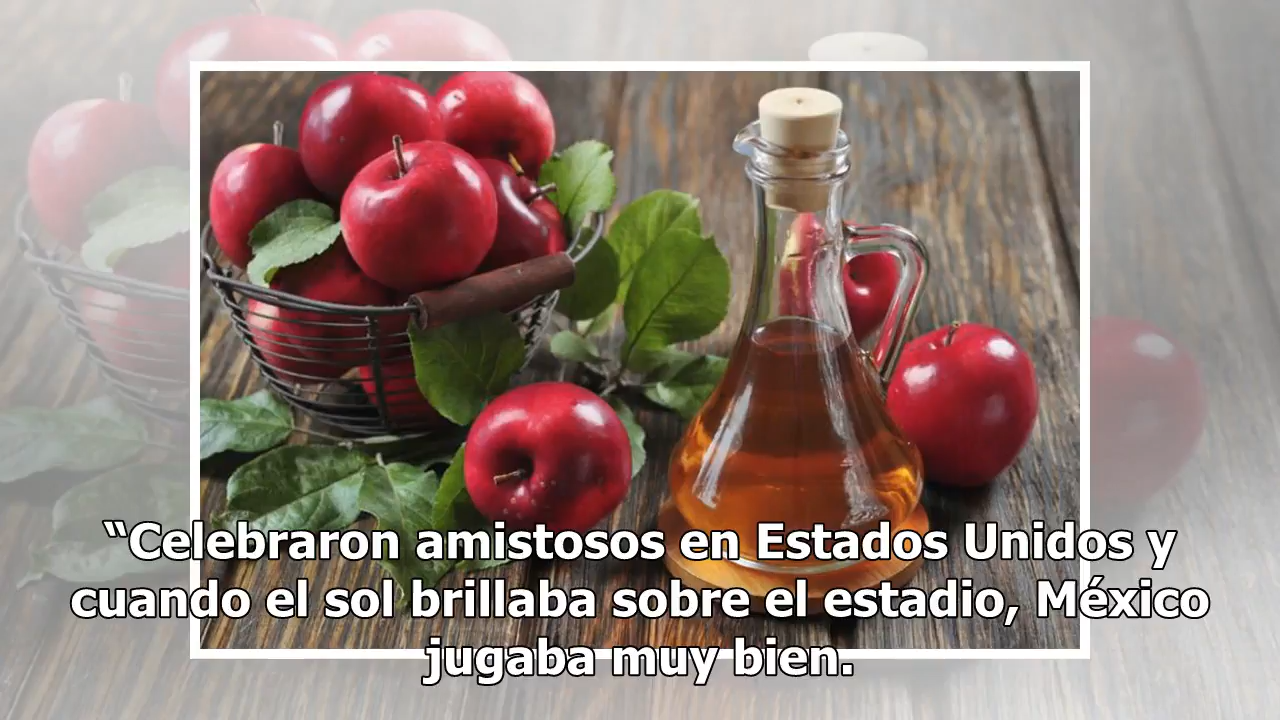 “Celebraron amistosos en Estados Unidos y
cuando el sol brillaba sobre el estadio, México
jugaba muy bien.